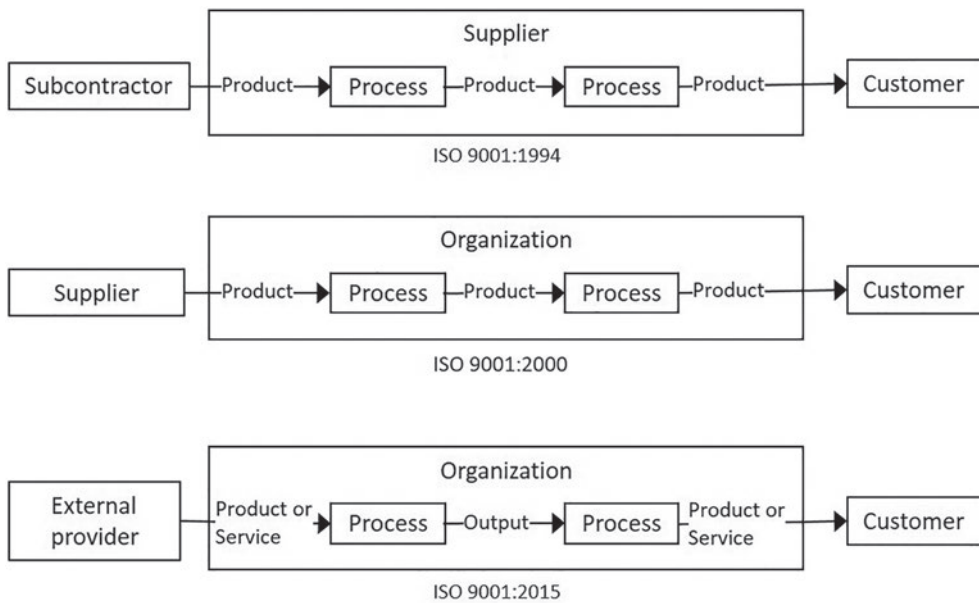 Supplier
Subcontractor Product Process Product Process Product Customer
ISO 9001:1994
Organization
Supplier Product Process Product Process Product Customer
ISO 9001:2000
Organization
External
provider
Product or
Service
Process
Output
Process
Product or
Service
Customer
ISO 9001:2015